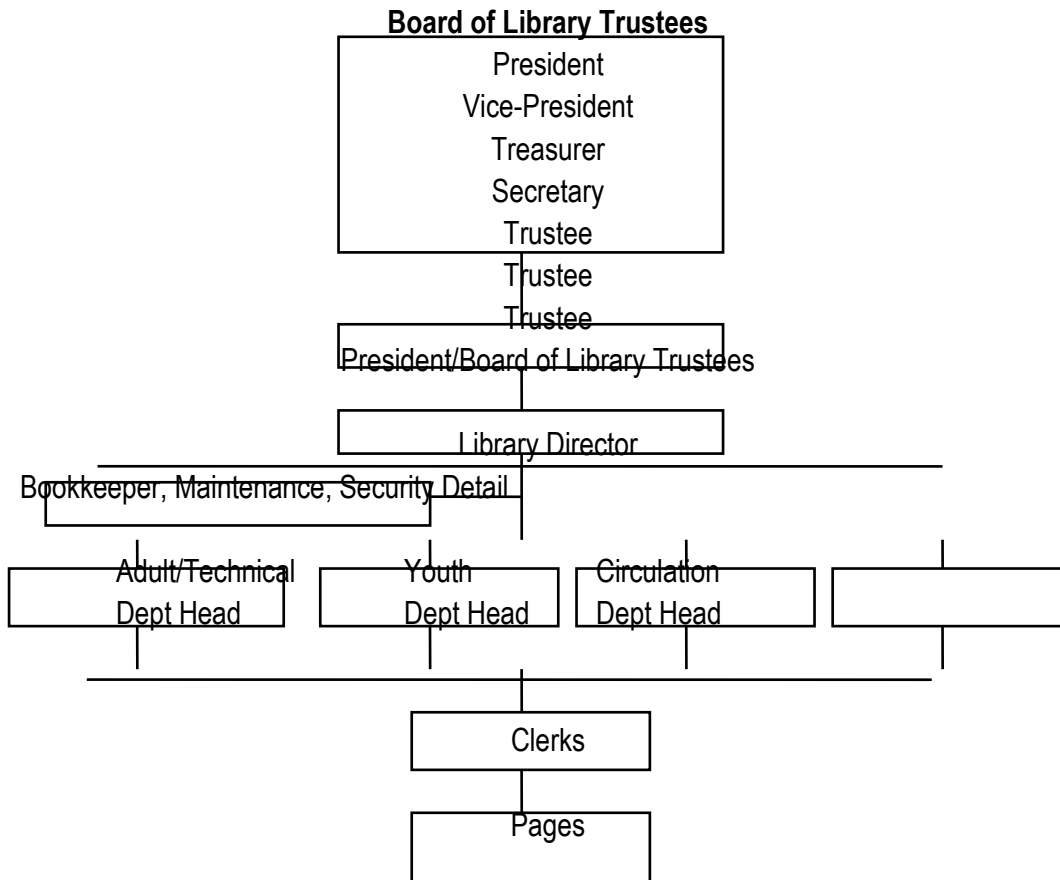 Board of Library Trustees
President
Vice-President
Treasurer
Secretary
Trustee
Trustee
Trustee
President/Board of Library Trustees
Library Director
Bookkeeper, Maintenance, Security Detail
Adult/Technical
Dept Head
Youth
Dept Head
Circulation
Dept Head
Clerks
Pages